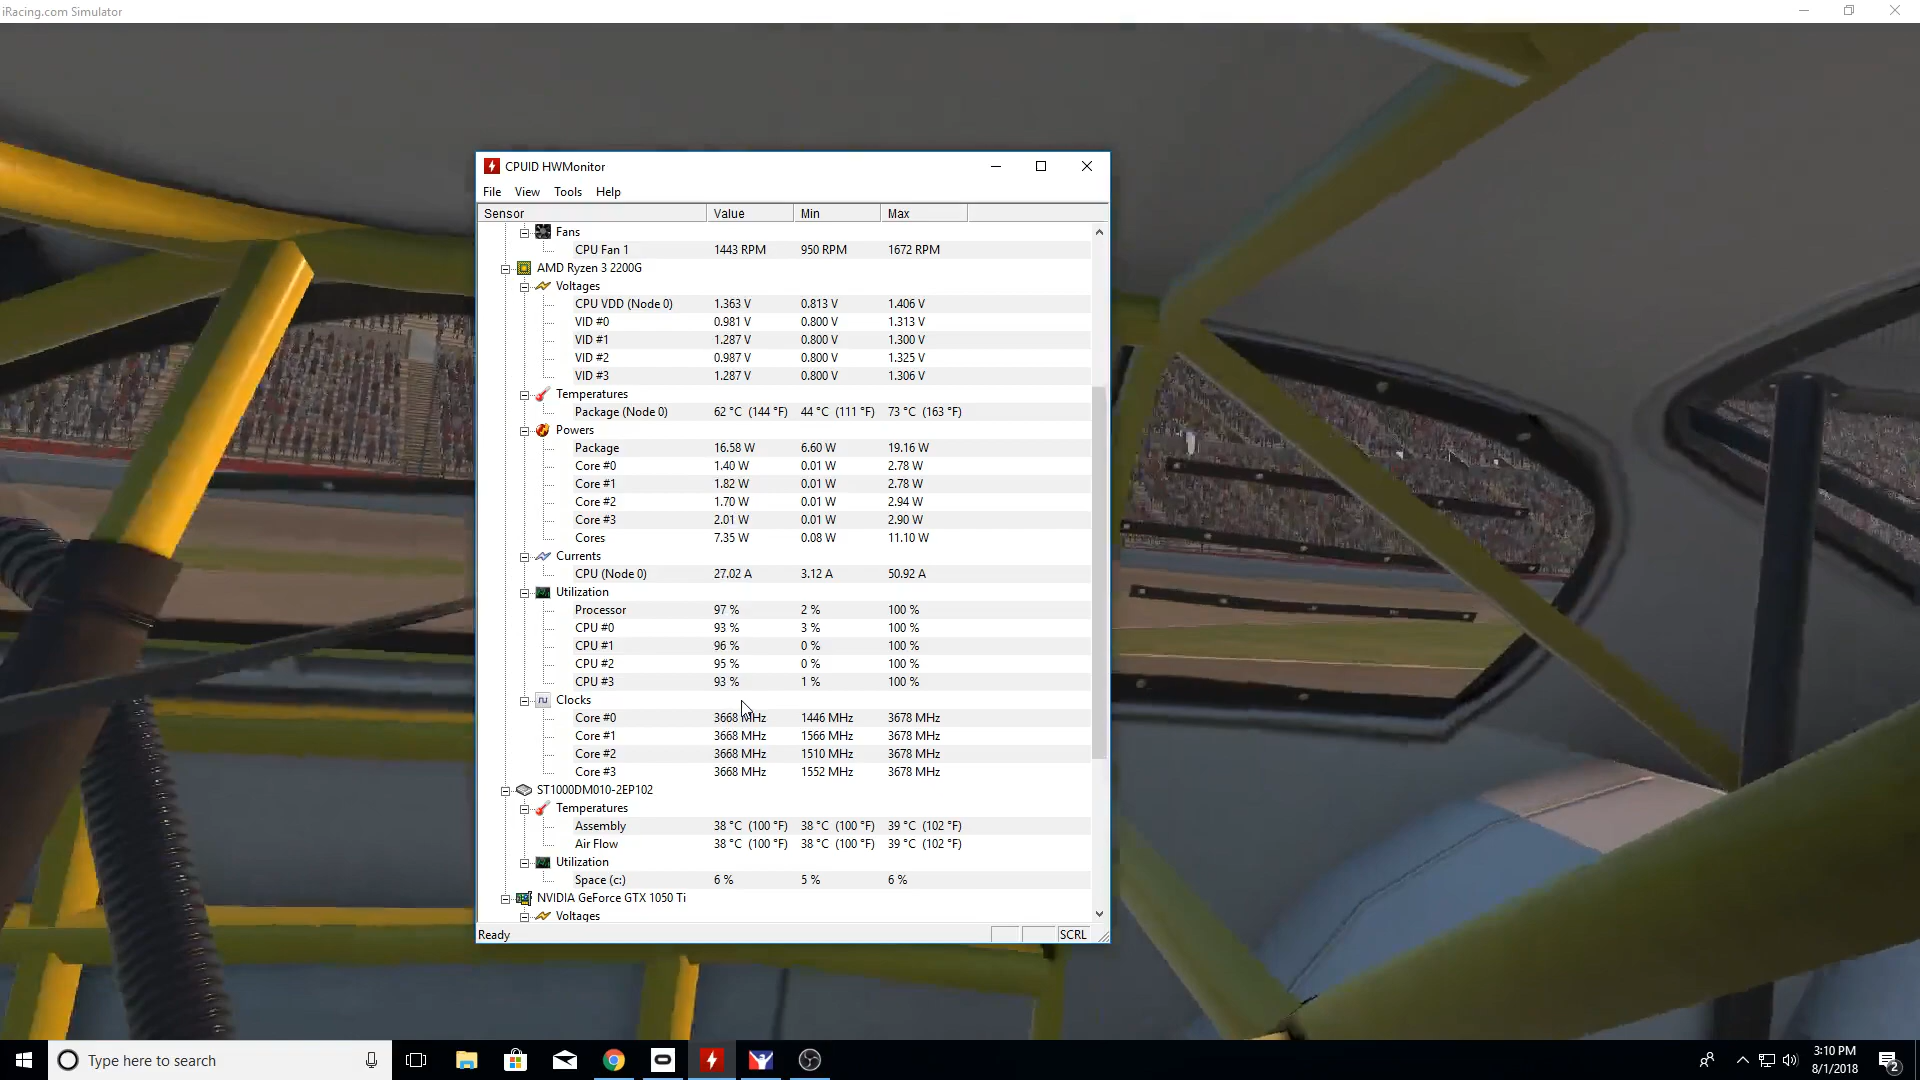 iRacing.com Simulator
CPUID HWMonitor
File View Tools Help
Sensor Value Min Max
Fans
CPU Fan 1 1443 RPM 950 RPM 1672 RPM
AMD Ryzen 3 2200G
Voltages
CPU VDD (Node 0) 1.363 V 0.813 V 1.406 V
VID #0 0.981 V 0.800 V 1.313 V
VID #1 1.287 V 0.800 V 1.300 V
VID #2 0.987 V 0.800 V 1.325 V
VID #3 1.287 V 0.800 V 1.306 V
Temperatures
Package (Node 0) 62 °C (144 °F) 44 °C (111 °F) 73 °C (163 °F)
Powers
Package 16.58 W 6.60 W 19.16 W
Core #0 1.40 W 0.01 W 2.78 W
Core #1 1.82 W 0.01 W 2.78 W
Core #2 1.70 W 0.01 W 2.94 W
Core #3 2.01 W 0.01 W 2.90 W
Cores 7.35 W 0.08 W 11.10 W
Currents
CPU (Node 0) 27.02 A 3.12 A 50.92 A
Utilization
Processor 97 % 2 % 100 %
CPU #0 93 % 3 % 100 %
CPU #1 96 % 0 % 100 %
CPU #2 95 % 0 % 100 %
CPU #3 93 % 1 % 100 %
Clocks
Core #0 3668 MHz 1446 MHz 3678 MHz
Core #1 3668 MHz 1566 MHz 3678 MHz
Core #2 3668 MHz 1510 MHz 3678 MHz
Core #3 3668 MHz 1552 MHz 3678 MHz
ST1000DM010-2EP102
Temperatures
Assembly 38 °C (100 °F) 38 °C (100 °F) 39 °C (102 °F)
Air Flow 38 °C (100 °F) 38 °C (100 °F) 39 °C (102 °F)
Utilization
Space (c:) 6 % 5 % 6 %
NVIDIA GeForce GTX 1050 Ti
Voltages
Ready SCRL
Type here to search
3:10 PM
8/1/2018
2